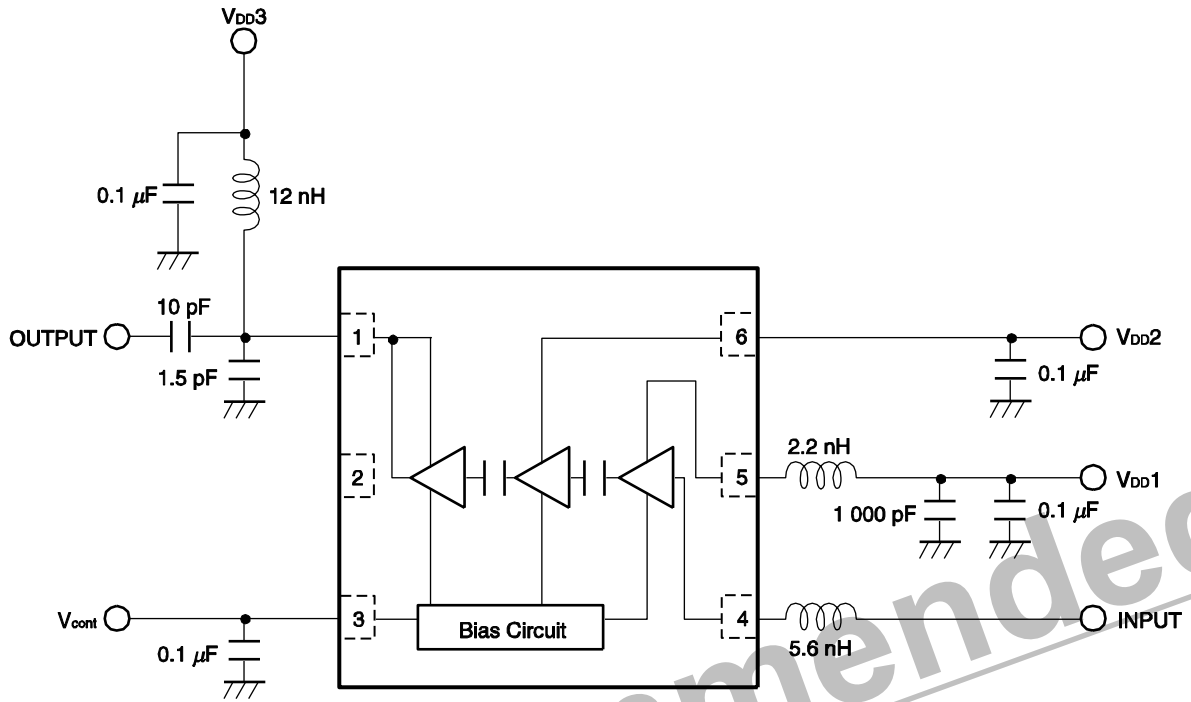 VDD3
0.1 µF
12 nH
10 pF
OUTPUT
1.5 pF
1
6
VDD2
0.1 µF
2
5
2.2 nH
VDD1
1 000 pF
0.1 µF
Vcont
0.1 µF
3
Bias Circuit
4
5.6 nH
INPUT